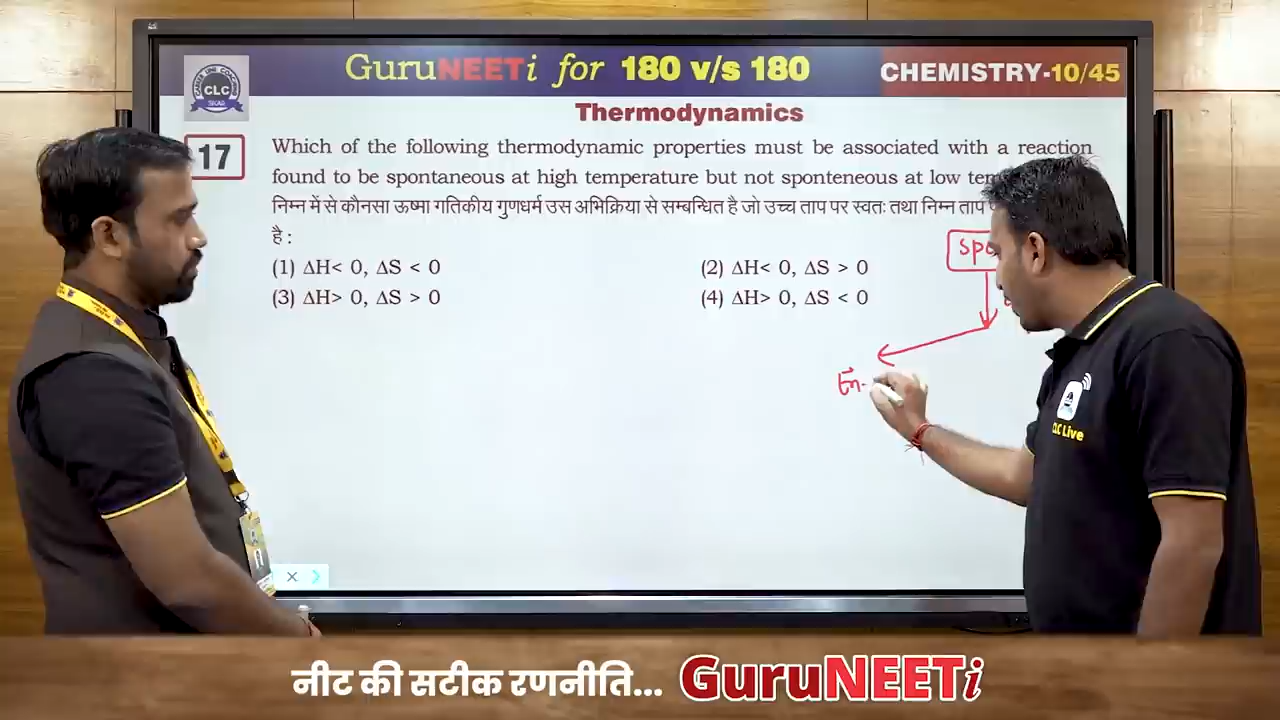 GuruNEETi for 180 v/s 180
CHEMISTRY-10/45
CLC
SIKAR
Thermodynamics
17
Which of the following thermodynamic properties must be associated with a reaction
found to be spontaneous at high temperature but not sponteneous at low
निम्न में से कौनसा ऊष्मा गतिकीय गुणधर्म उस अभिक्रिया से सम्बन्धित है जो उच्च ताप पर स्वतः तथा निम्न ताप
है :
(1) ΔH< 0, ΔS < 0
(2) ΔH< 0, ΔS > 0
(3) ΔH> 0, ΔS > 0
(4) ΔH> 0, ΔS < 0
En
CLC Live
नीट की सटीक रणनीति... GuruNEETi